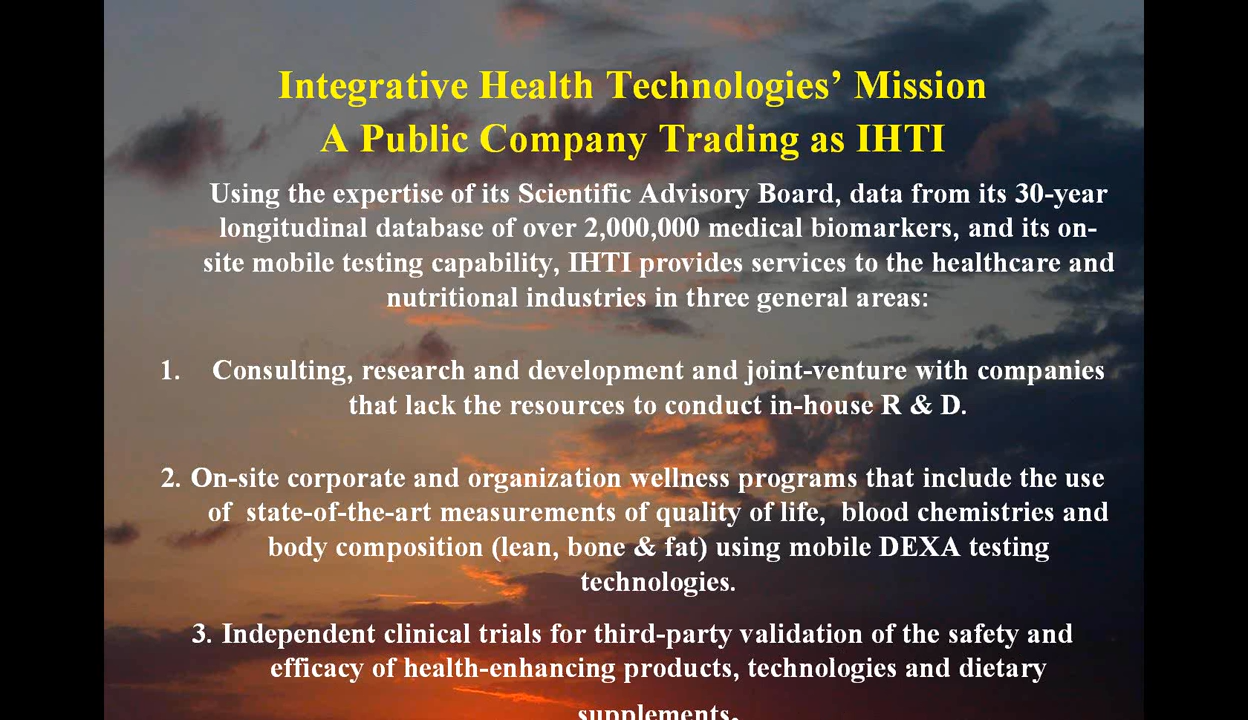 Integrative Health Technologies’ Mission
A Public Company Trading as IHTI
Using the expertise of its Scientific Advisory Board, data from its 30-year
longitudinal database of over 2,000,000 medical biomarkers, and its on-
site mobile testing capability, IHTI provides services to the healthcare and
nutritional industries in three general areas:
1. Consulting, research and development and joint-venture with companies
that lack the resources to conduct in-house R & D.
2. On-site corporate and organization wellness programs that include the use
of state-of-the-art measurements of quality of life, blood chemistries and
body composition (lean, bone & fat) using mobile DEXA testing
technologies.
3. Independent clinical trials for third-party validation of the safety and
efficacy of health-enhancing products, technologies and dietary
supplements.